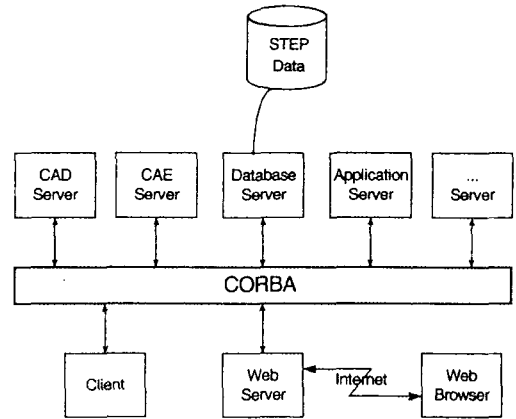 STEP
Data
CAD
Server
CAE
Server
Database
Server
Application
Server
...
Server
CORBA
Client
Web
Server
Internet
Web
Browser